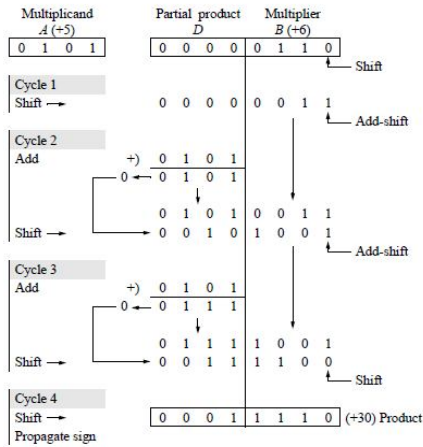 Multiplicand Partial product Multiplier
A (+5) D B (+6)
0 1 0 1 0 0 0 0 0 1 1 0
Shift
Cycle 1
Shift 0 0 0 0 0 0 1 1
Add-shift
Cycle 2
Add +) 0 1 0 1
0 0 1 0 1
0 1 0 1 0 0 1 1
Shift 0 0 1 0 1 0 0 1
Add-shift
Cycle 3
Add +) 0 1 0 1
0 0 1 1 1
0 1 1 1 1 0 0 1
Shift 0 0 1 1 1 1 0 0
Shift
Cycle 4
Shift 0 0 0 1 1 1 1 0 (+30) Product
Propagate sign